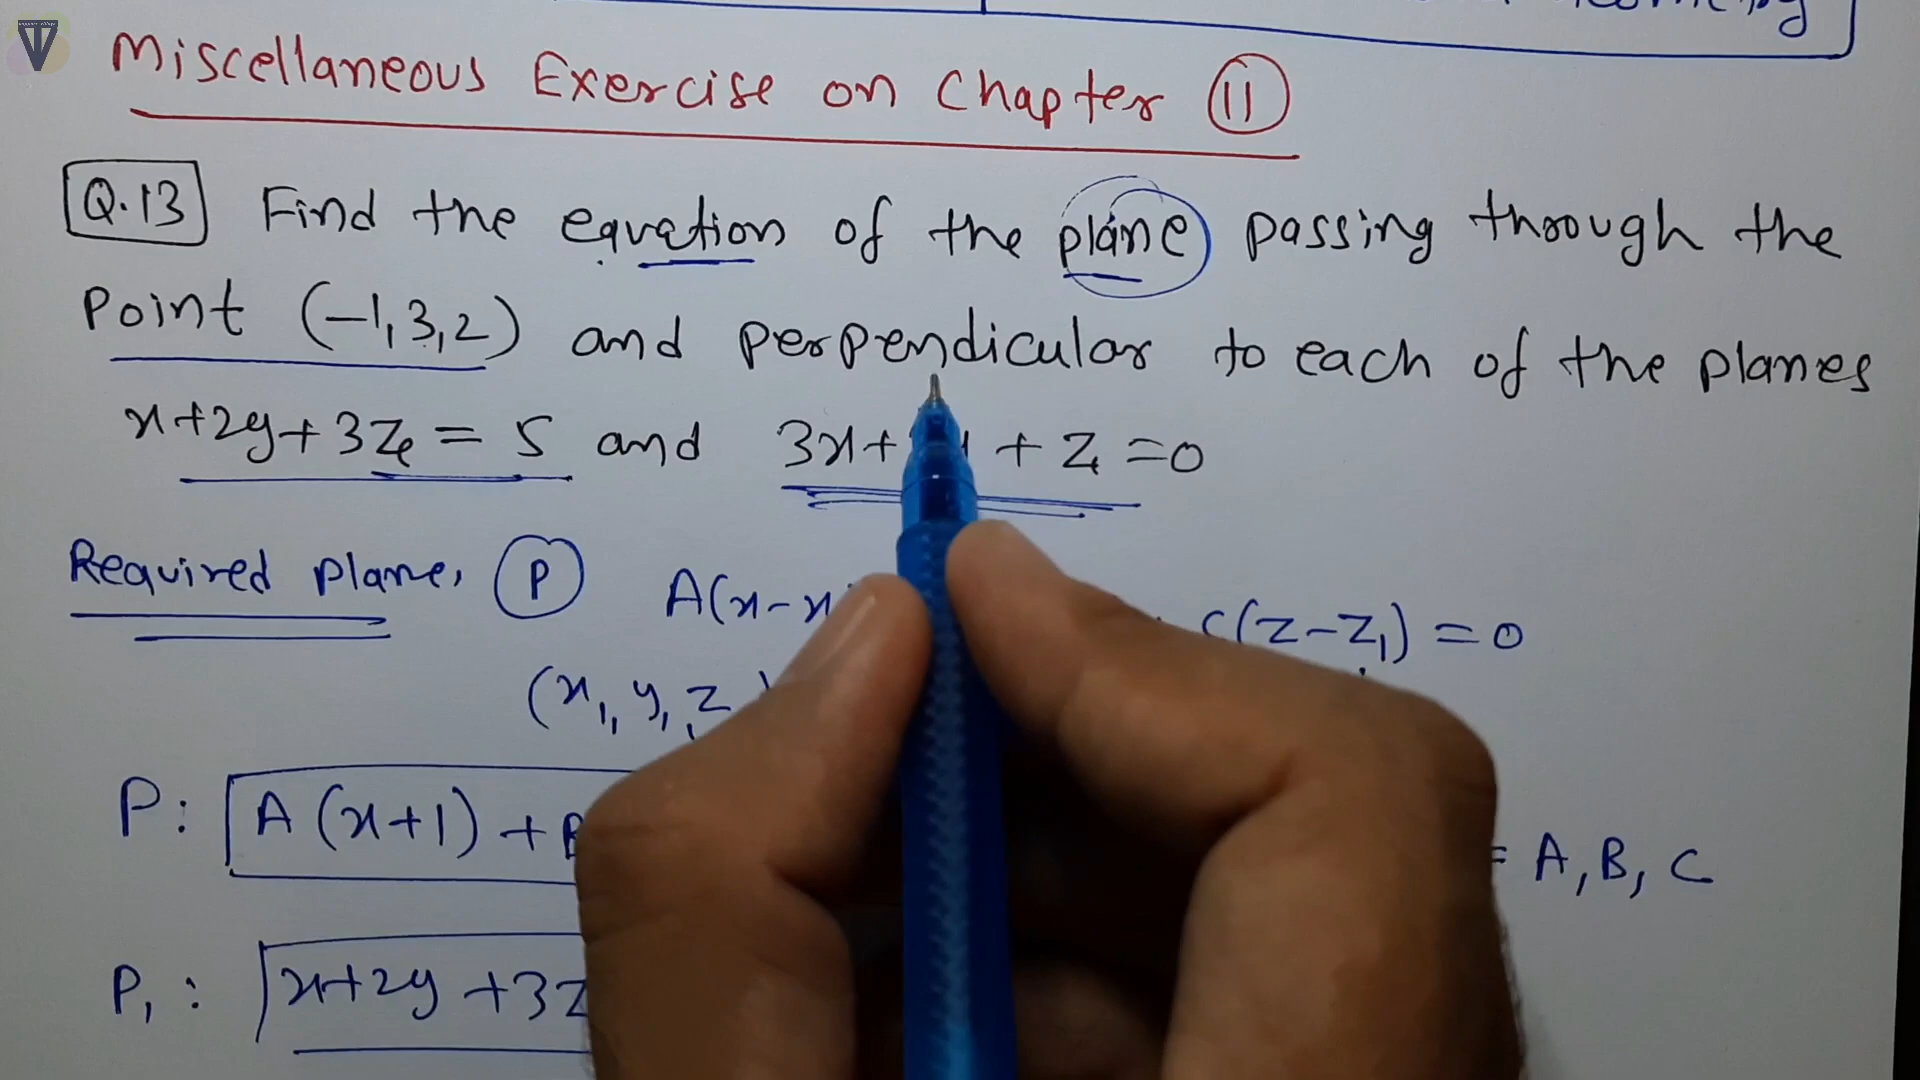 Miscellaneous Exercise on Chapter 11
Q.13 Find the equation of the plane passing through the
Point (-1,3,2) and perpendicular to each of the planes
x+2y+3z = 5 and 3x+ + z =0
Required plane, P A(x-x C(z-z1) = 0
(x1, y1, z1
P: A(x+1) + B = A, B, C
P1 : x+2y +3z